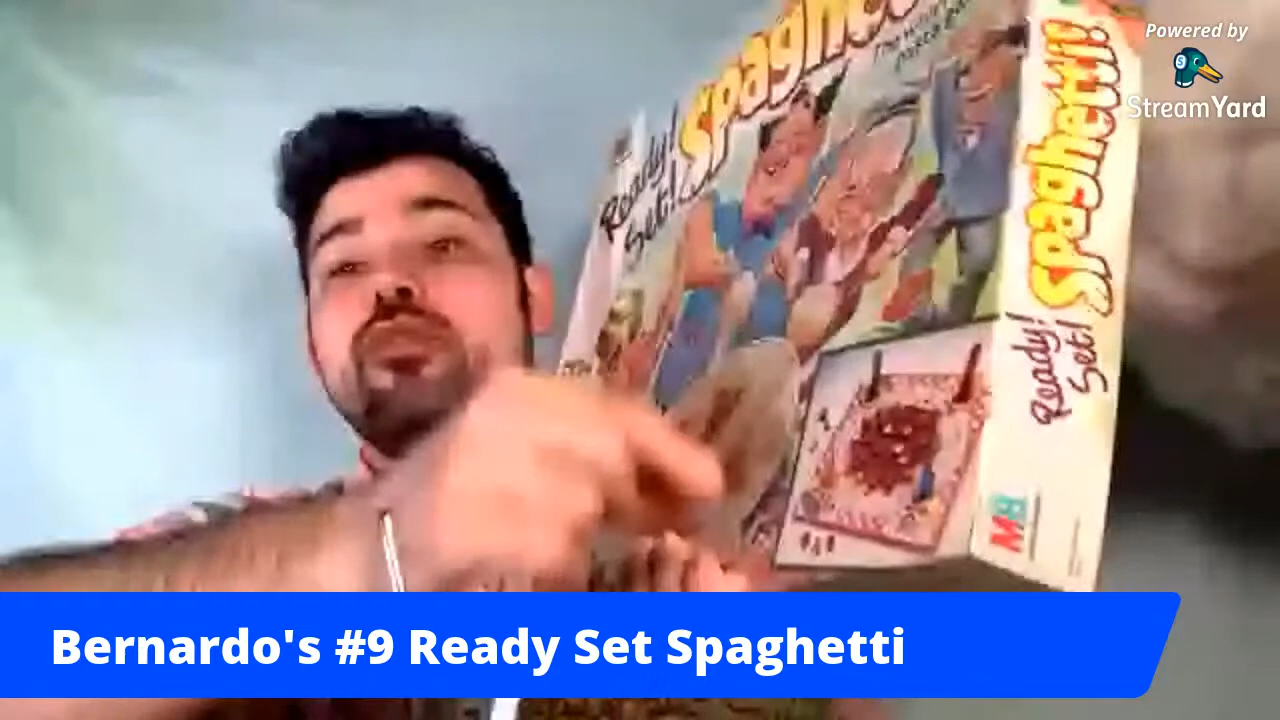 Powered by
StreamYard
Ready!
Set!
Spaghetti!
Ready!
Set!
Spaghetti!
MB
Bernardo's #9 Ready Set Spaghetti